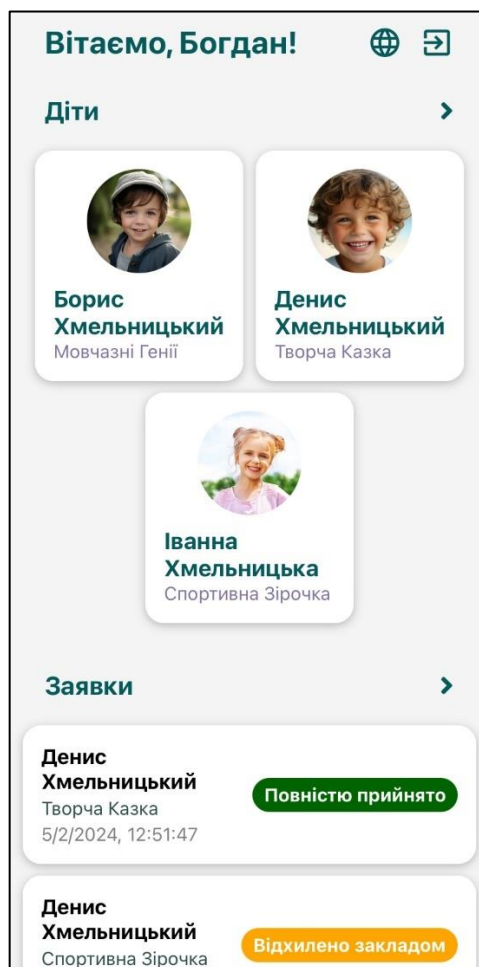 Вітаємо, Богдан!
Діти
Борис
Хмельницький
Мовчазні Генії
Денис
Хмельницький
Творча Казка
Іванна
Хмельницька
Спортивна Зірочка
Заявки
Денис
Хмельницький
Творча Казка
5/2/2024, 12:51:47
Повністю прийнято
Денис
Хмельницький
Спортивна Зірочка
Відхилено закладом